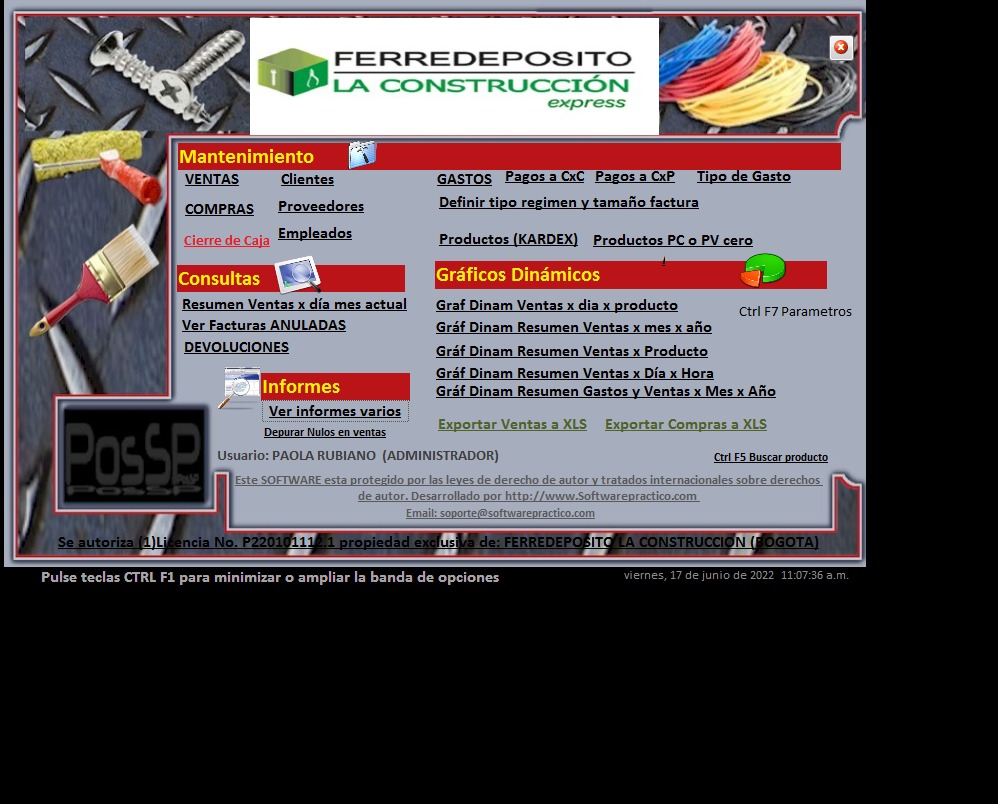 FERREDEPOSITO
LA CONSTRUCCIÓN
express
Mantenimiento
VENTAS Clientes GASTOS Pagos a CxC Pagos a CxP Tipo de Gasto
COMPRAS Proveedores Definir tipo regimen y tamaño factura
Cierre de Caja Empleados Productos (KARDEX) Productos PC o PV cero
Consultas Gráficos Dinámicos
Resumen Ventas x día mes actual Graf Dinam Ventas x dia x producto Ctrl F7 Parametros
Ver Facturas ANULADAS Gráf Dinam Resumen Ventas x mes x año
DEVOLUCIONES Gráf Dinam Resumen Ventas x Producto
Gráf Dinam Resumen Ventas x Día x Hora
Informes Gráf Dinam Resumen Gastos y Ventas x Mes x Año
Ver informes varios
Exportar Ventas a XLS Exportar Compras a XLS
Depurar Nulos en ventas
PosSP
Usuario: PAOLA RUBIANO (ADMINISTRADOR) Ctrl F5 Buscar producto
Este SOFTWARE esta protegido por las leyes de derecho de autor y tratados internacionales sobre derechos
de autor. Desarrollado por http://www.Softwarepractico.com
Email: soporte@softwarepractico.com
Se autoriza (1)Licencia No. P220101112.1 propiedad exclusiva de: FERREDEPOSITO LA CONSTRUCCION (BOGOTA)
Pulse teclas CTRL F1 para minimizar o ampliar la banda de opciones viernes, 17 de junio de 2022 11:07:36 a.m.